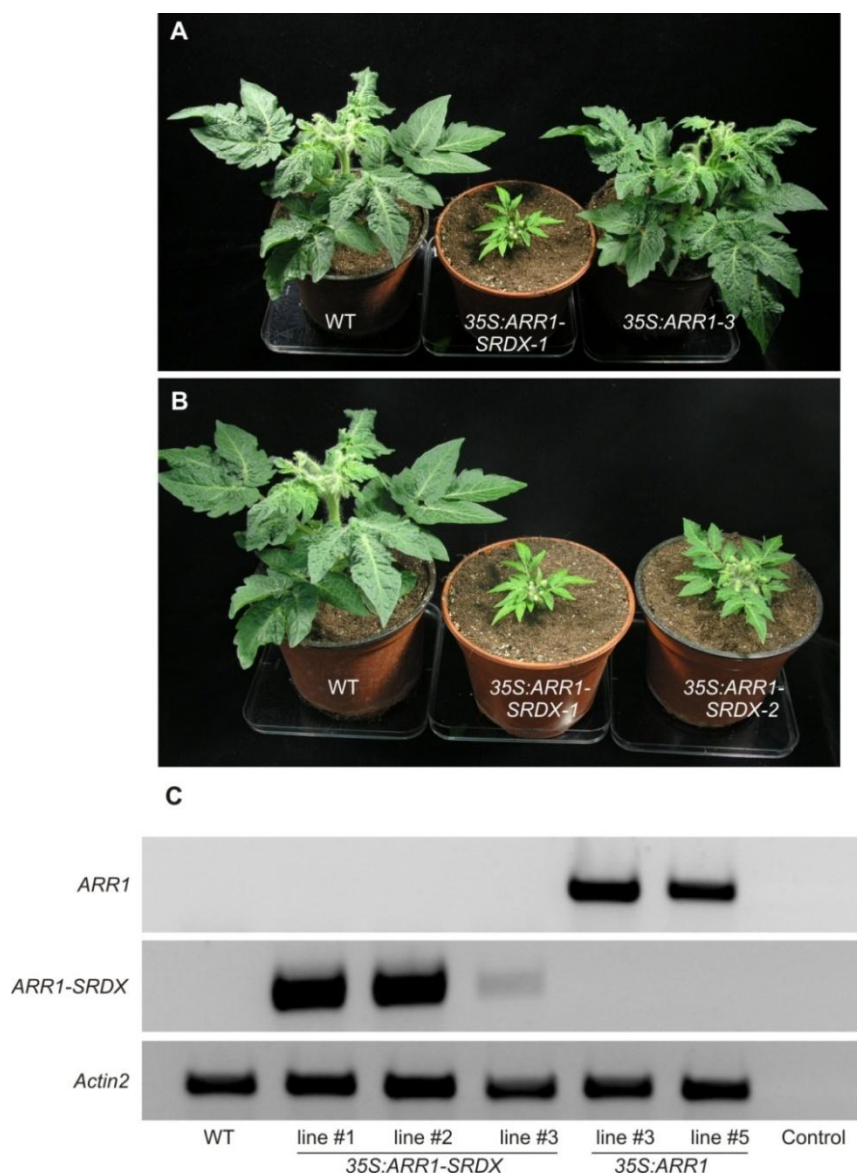 A
WT
35S:ARR1-
SRDX-1
35S:ARR1-3
B
WT
35S:ARR1-
SRDX-1
35S:ARR1-
SRDX-2
C
ARR1
ARR1-SRDX
Actin2
WT
line #1
line #2
line #3
line #3
line #5
Control
35S:ARR1-SRDX
35S:ARR1